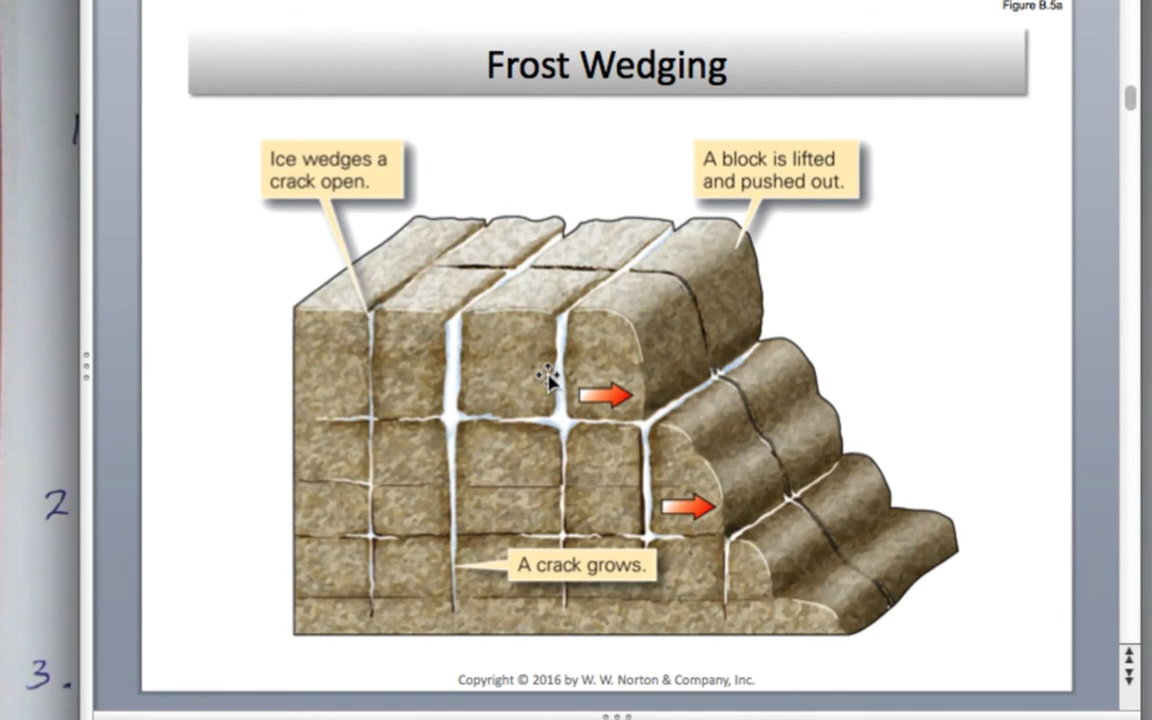 Figure B.5a
Frost Wedging
Ice wedges a
crack open.
A block is lifted
and pushed out.
A crack grows.
2
3.
Copyright © 2016 by W. W. Norton & Company, Inc.